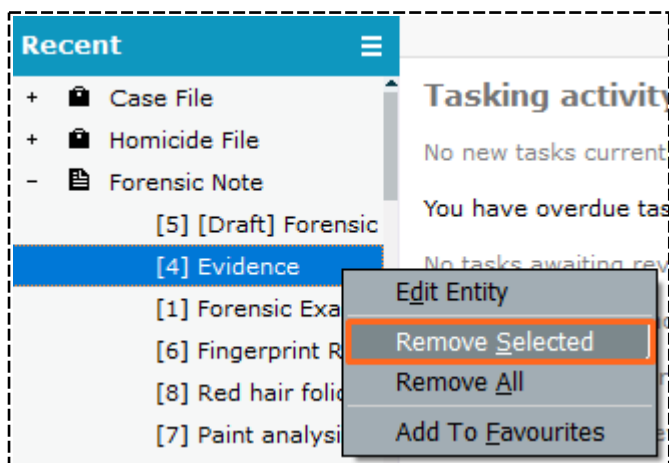 Recent
+ Case File
+ Homicide File
- Forensic Note
[5] [Draft] Forensic
[4] Evidence
[1] Forensic Exa
[6] Fingerprint R
[8] Red hair folic
[7] Paint analysi
Tasking activity
No new tasks current
You have overdue tas
No tasks awaiting rev
Edit Entity
Remove Selected
Remove All
Add To Favourites